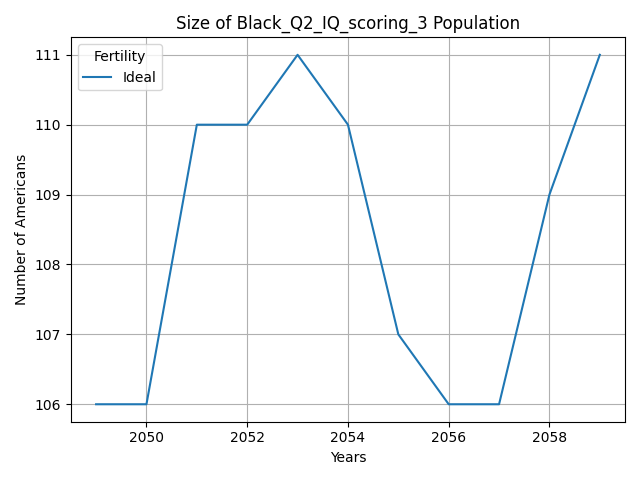 Size of Black_Q2_IQ_scoring_3 Population
Fertility
Ideal
111
110
109
108
107
106
Number of Americans
2050 2052 2054 2056 2058
Years